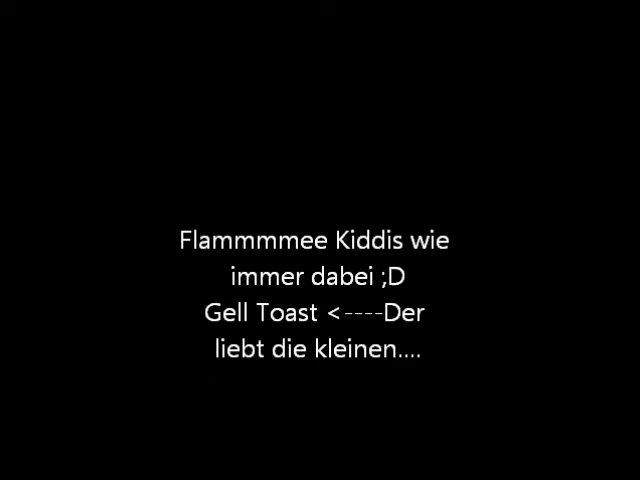 Flammmmee Kiddis wie
immer dabei ;D
Gell Toast <----Der
liebt die kleinen....